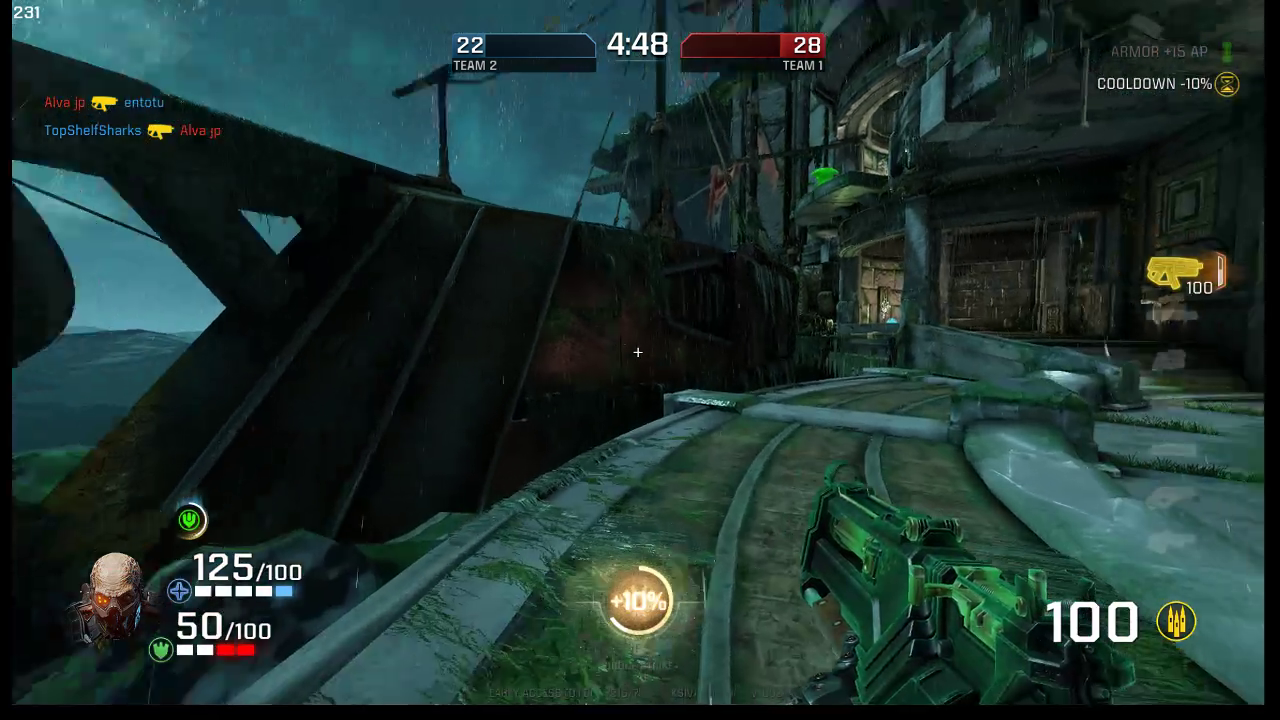 231
22 4:48 28
TEAM 2 TEAM 1
ARMOR +15 AP
COOLDOWN -10%
Alva jp entotu
TopShelfSharks Alva jp
100
125/100
50/100
+10%
100